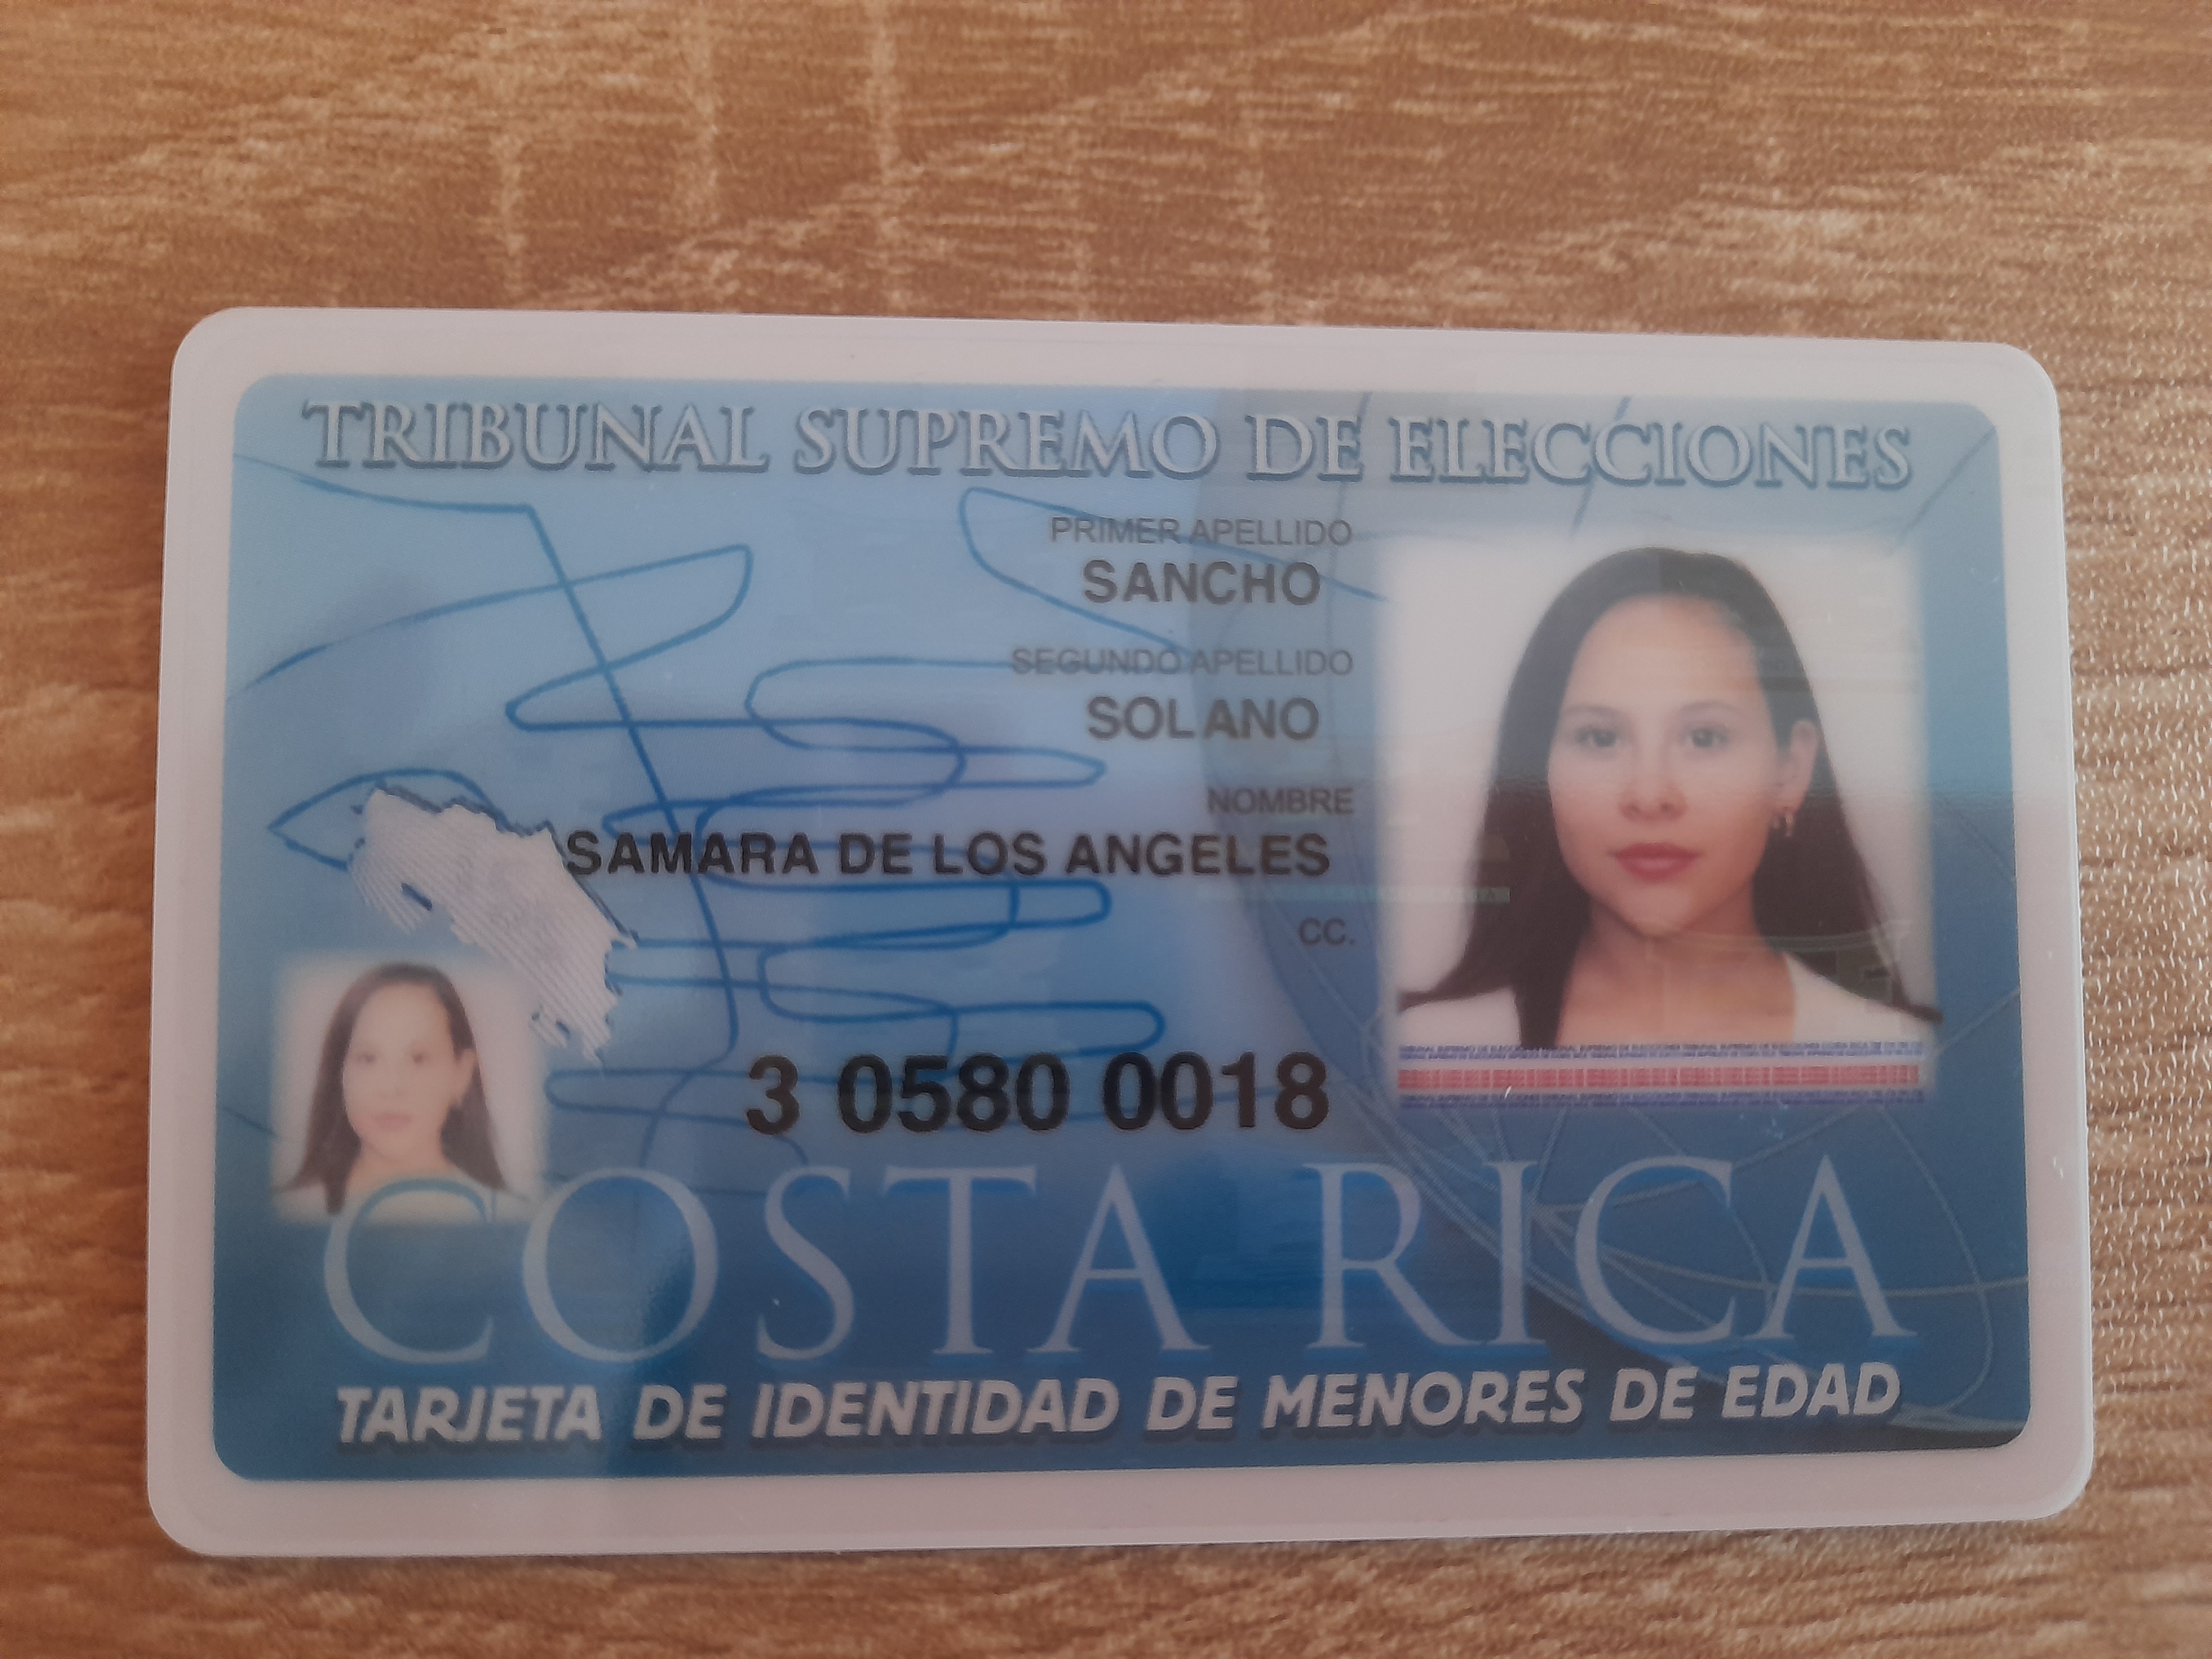 TRIBUNAL SUPREMO DE ELECCIONES
PRIMER APELLIDO
SANCHO
SEGUNDO APELLIDO
SOLANO
NOMBRE
SAMARA DE LOS ANGELES
CC.
3 0580 0018
COSTA RICA
TARJETA DE IDENTIDAD DE MENORES DE EDAD